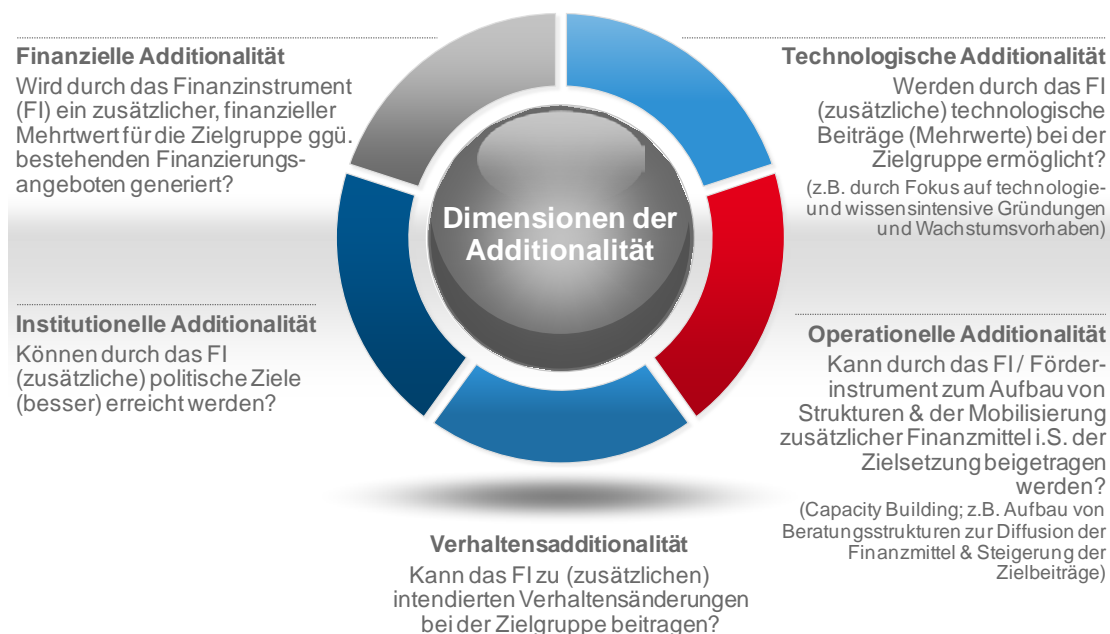 Finanzielle Additionalität
Wird durch das Finanzinstrument
(FI) ein zusätzlicher, finanzieller
Mehrtwert für die Zielgruppe ggü.
bestehenden Finanzierungs-
angeboten generiert?
Technologische Additionalität
Werden durch das FI
(zusätzliche) technologische
Beiträge (Mehrwerte) bei der
Zielgruppe ermöglicht?
(z.B. durch Fokus auf technologie-
und wissensintensive Gründungen
und Wachstumsvorhaben)
Dimensionen der
Additionalität
Institutionelle Additionalität
Können durch das FI
(zusätzliche) politische Ziele
(besser) erreicht werden?
Operationelle Additionalität
Kann durch das FI / Förder-
instrument zum Aufbau von
Strukturen & der Mobilisierung
zusätzlicher Finanzmittel i.S. der
Zielsetzung beigetragen
werden?
(Capacity Building; z.B. Aufbau von
Beratungsstrukturen zur Diffusion der
Finanzmittel & Steigerung der
Zielbeiträge)
Verhaltensadditionalität
Kann das FI zu (zusätzlichen)
intendierten Verhaltensänderungen
bei der Zielgruppe beitragen?